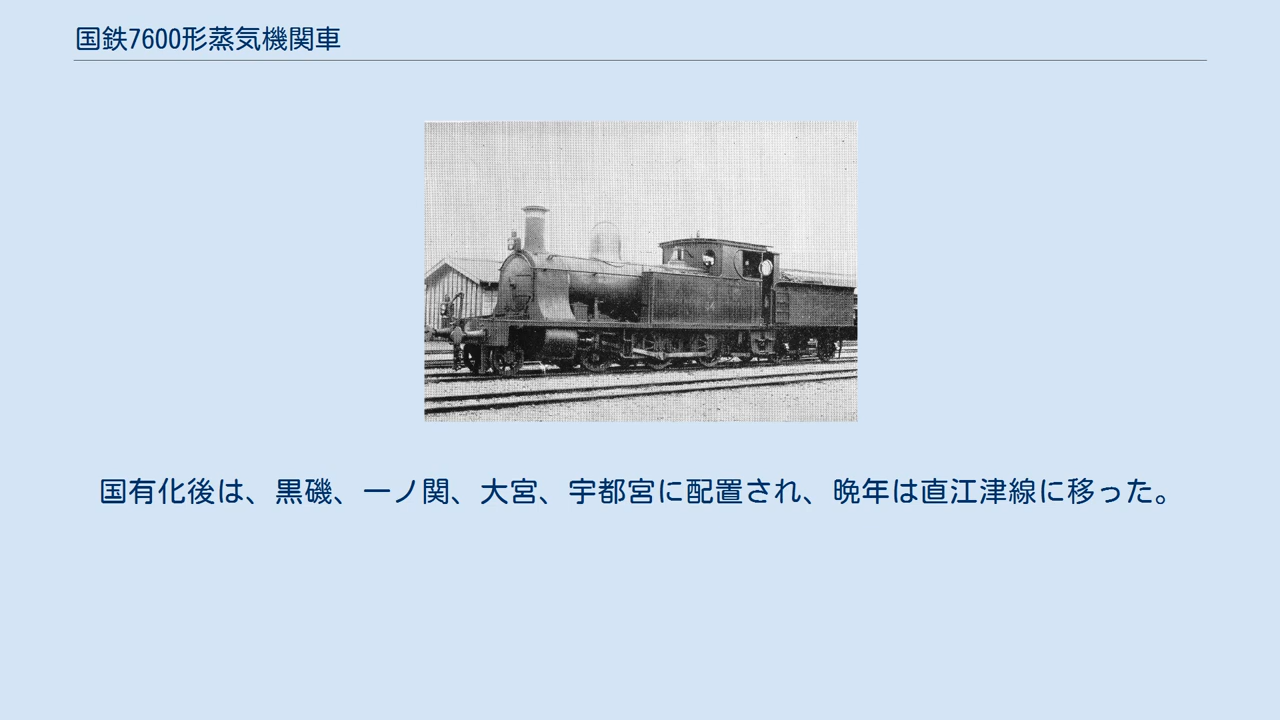 国鉄7600形蒸気機関車
国有化後は、黒磯、一ノ関、大宮、宇都宮に配置され、晩年は直江津線に移った。